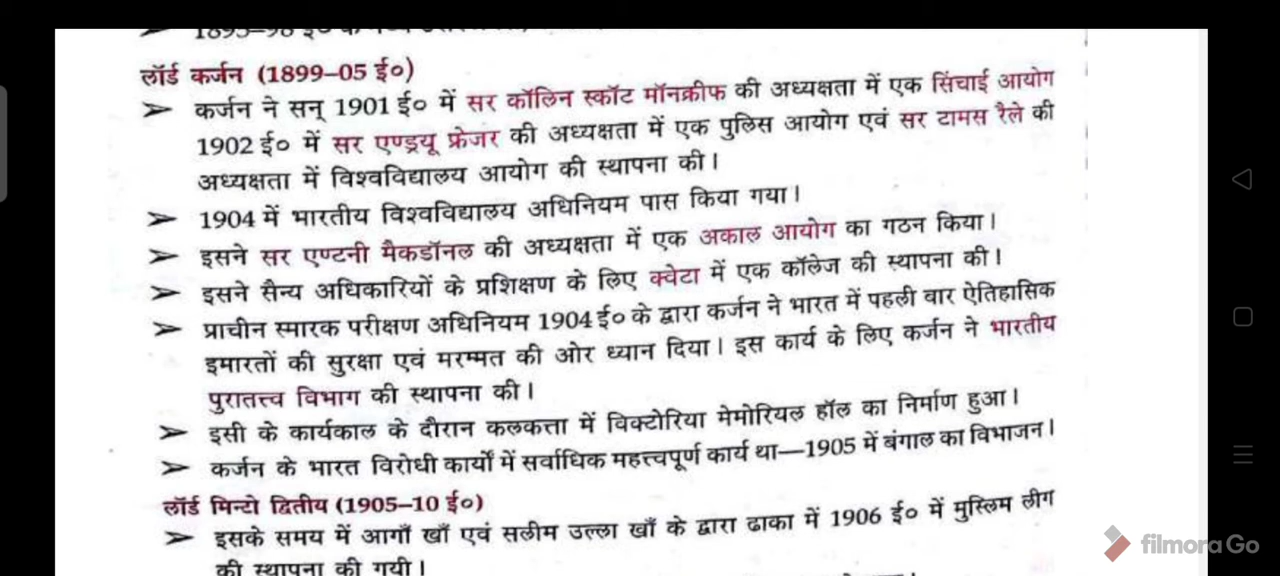 1895–98 ई०
लॉर्ड कर्जन (1899–05 ई०)
➢ कर्जन ने सन् 1901 ई० में सर कॉलिन स्कॉट मॉनक्रीफ की अध्यक्षता में एक सिंचाई आयोग
1902 ई० में सर एण्ड्रयू फ्रेजर की अध्यक्षता में एक पुलिस आयोग एवं सर टामस रैले की
अध्यक्षता में विश्वविद्यालय आयोग की स्थापना की।
➢ 1904 में भारतीय विश्वविद्यालय अधिनियम पास किया गया।
➢ इसने सर एण्टनी मैकडॉनल की अध्यक्षता में एक अकाल आयोग का गठन किया।
➢ इसने सैन्य अधिकारियों के प्रशिक्षण के लिए क्वेटा में एक कॉलेज की स्थापना की।
➢ प्राचीन स्मारक परीक्षण अधिनियम 1904 ई० के द्वारा कर्जन ने भारत में पहली बार ऐतिहासिक
इमारतों की सुरक्षा एवं मरम्मत की ओर ध्यान दिया। इस कार्य के लिए कर्जन ने भारतीय
पुरातत्त्व विभाग की स्थापना की।
➢ इसी के कार्यकाल के दौरान कलकत्ता में विक्टोरिया मेमोरियल हॉल का निर्माण हुआ।
➢ कर्जन के भारत विरोधी कार्यों में सर्वाधिक महत्त्वपूर्ण कार्य था—1905 में बंगाल का विभाजन।
लॉर्ड मिन्टो द्वितीय (1905–10 ई०)
➢ इसके समय में आगाँ खाँ एवं सलीम उल्ला खाँ के द्वारा ढाका में 1906 ई० में मुस्लिम लीग
की स्थापना की गयी।
filmoraGo